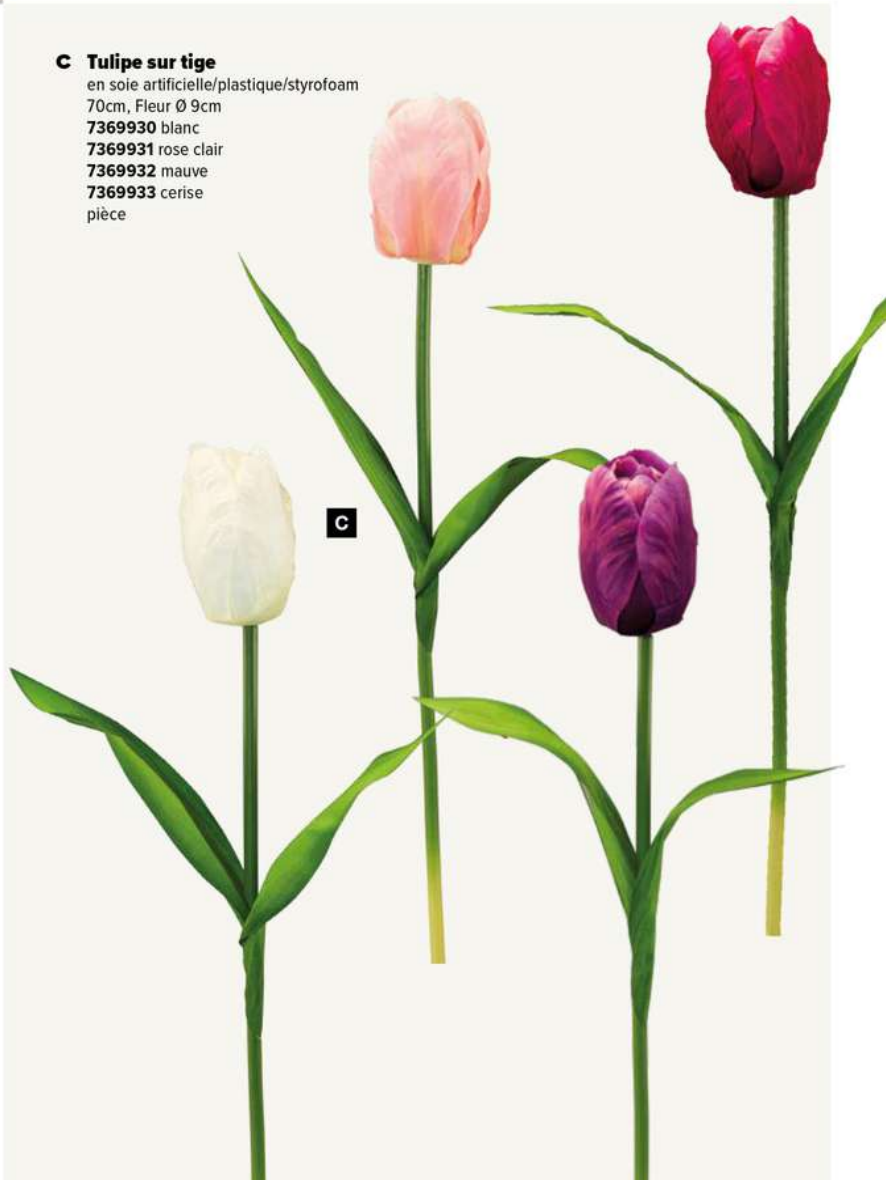 C Tulipe sur tige
en soie artificielle/plastique/styrofoam
70cm, Fleur Ø 9cm
7369930 blanc
7369931 rose clair
7369932 mauve
7369933 cerise
pièce
C